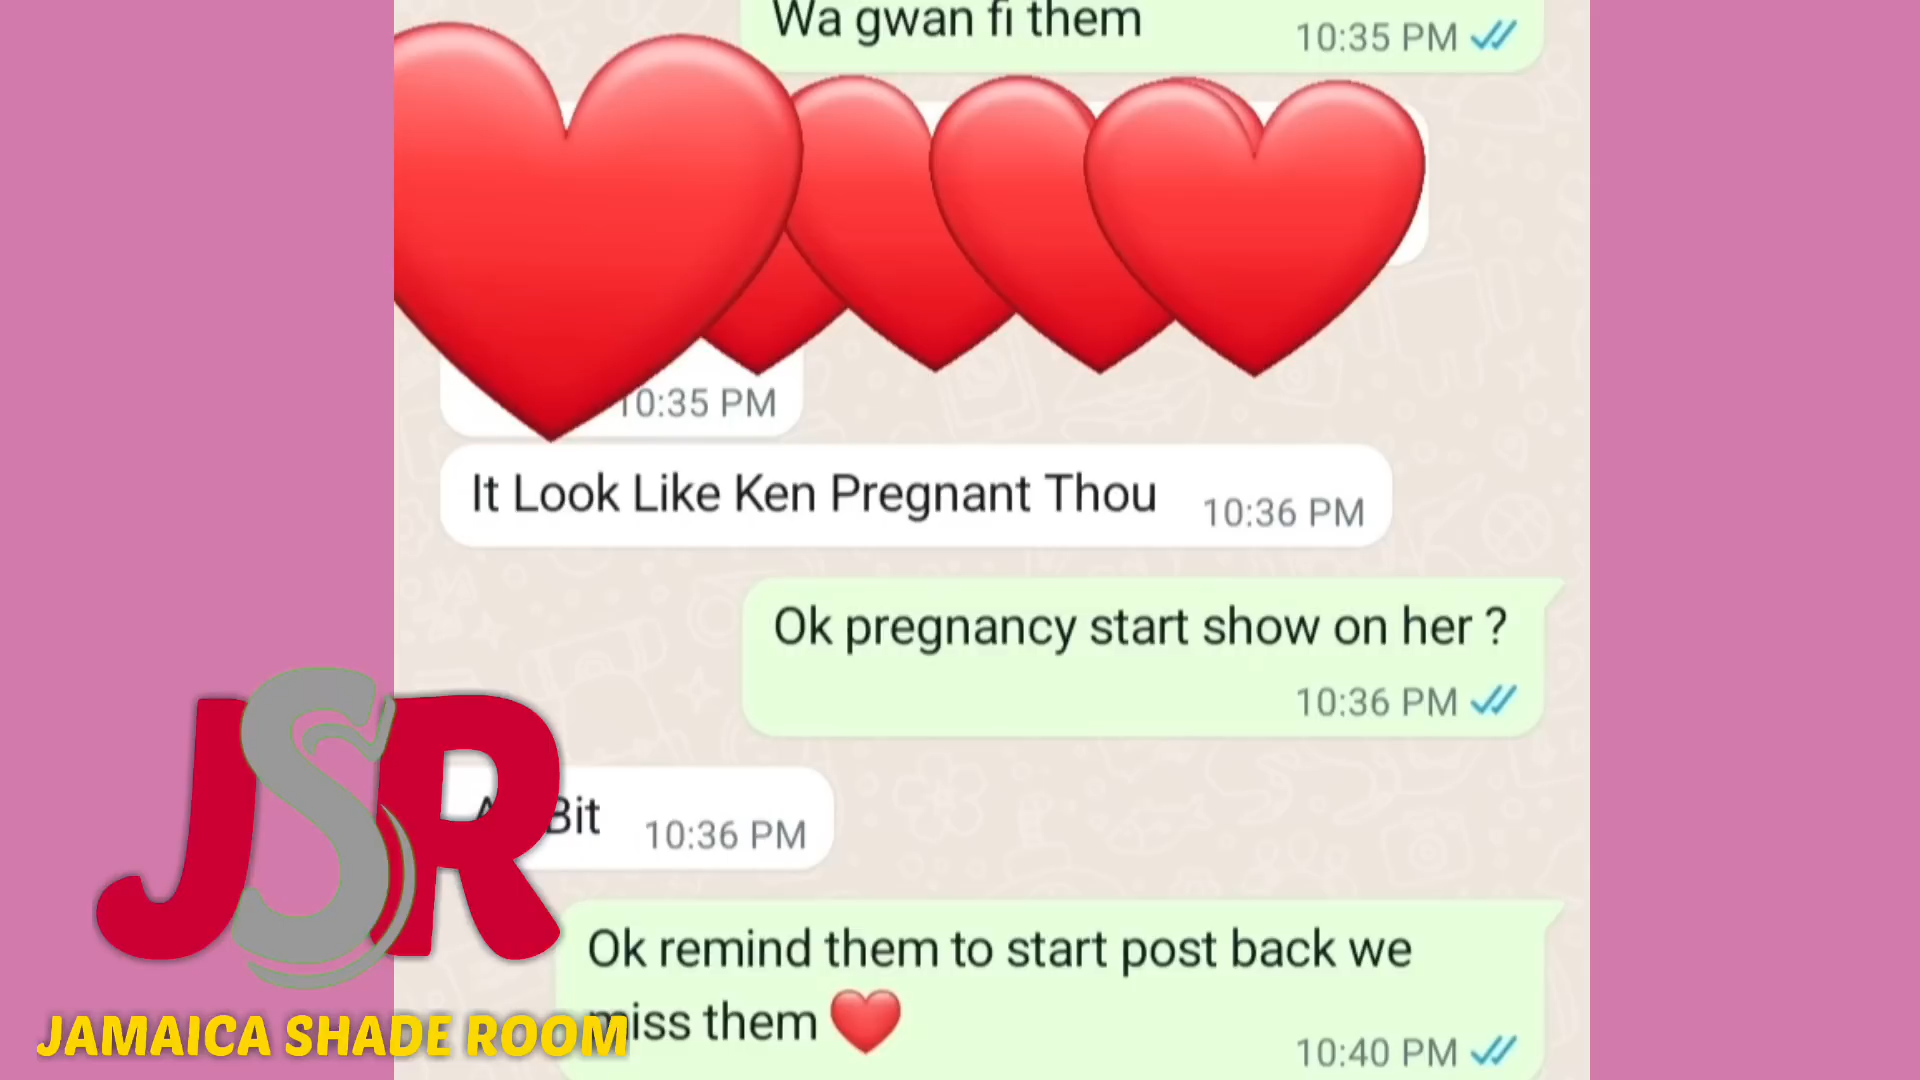 Wa gwan fi them
10:35 PM
10:35 PM
It Look Like Ken Pregnant Thou
10:36 PM
Ok pregnancy start show on her ?
10:36 PM
Bit
10:36 PM
Ok remind them to start post back we
miss them ❤️
10:40 PM
JSR
JAMAICA SHADE ROOM